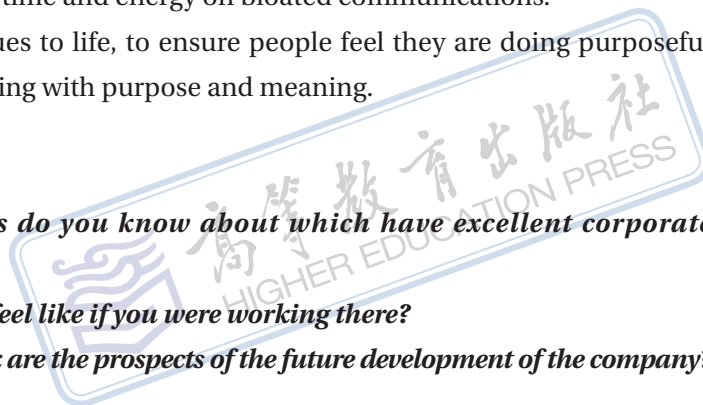 time and energy on bloated communications.
ues to life, to ensure people feel they are doing purposeful
ing with purpose and meaning.
s do you know about which have excellent corporate
feel like if you were working there?
are the prospects of the future development of the company?
高等教育出版社
HIGHER EDUCATION PRESS